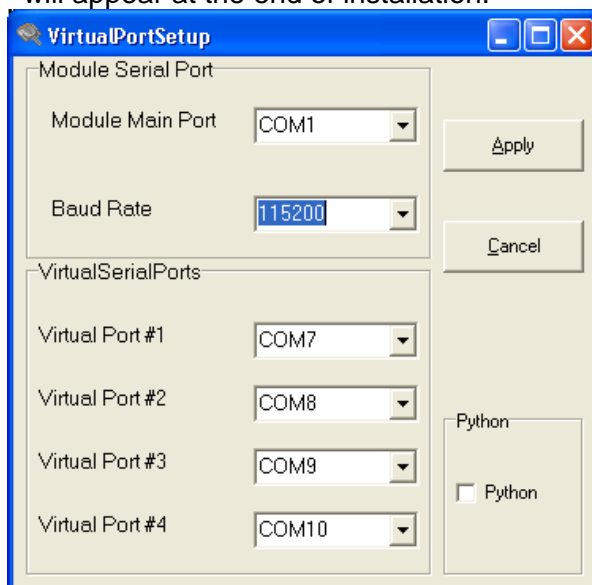 will appear at the end of installation.
VirtualPortSetup
Module Serial Port
Module Main Port COM1
Apply
Baud Rate 115200
Cancel
VirtualSerialPorts
Virtual Port #1 COM7
Virtual Port #2 COM8
Python
Virtual Port #3 COM9
Python
Virtual Port #4 COM10